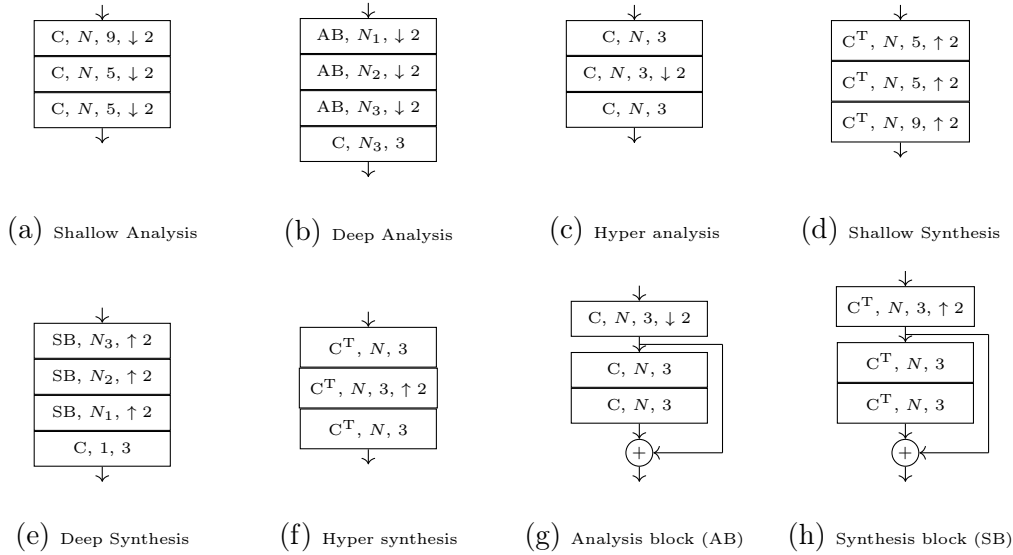 C, N, 9, ↓ 2
C, N, 5, ↓ 2
C, N, 5, ↓ 2
(a) Shallow Analysis
AB, N₁, ↓ 2
AB, N₂, ↓ 2
AB, N₃, ↓ 2
C, N₃, 3
(b) Deep Analysis
C, N, 3
C, N, 3, ↓ 2
C, N, 3
(c) Hyper analysis
Cᵀ, N, 5, ↑ 2
Cᵀ, N, 5, ↑ 2
Cᵀ, N, 9, ↑ 2
(d) Shallow Synthesis
SB, N₃, ↑ 2
SB, N₂, ↑ 2
SB, N₁, ↑ 2
C, 1, 3
(e) Deep Synthesis
Cᵀ, N, 3
Cᵀ, N, 3, ↑ 2
Cᵀ, N, 3
(f) Hyper synthesis
C, N, 3, ↓ 2
C, N, 3
C, N, 3
+
(g) Analysis block (AB)
Cᵀ, N, 3, ↑ 2
Cᵀ, N, 3
Cᵀ, N, 3
+
(h) Synthesis block (SB)